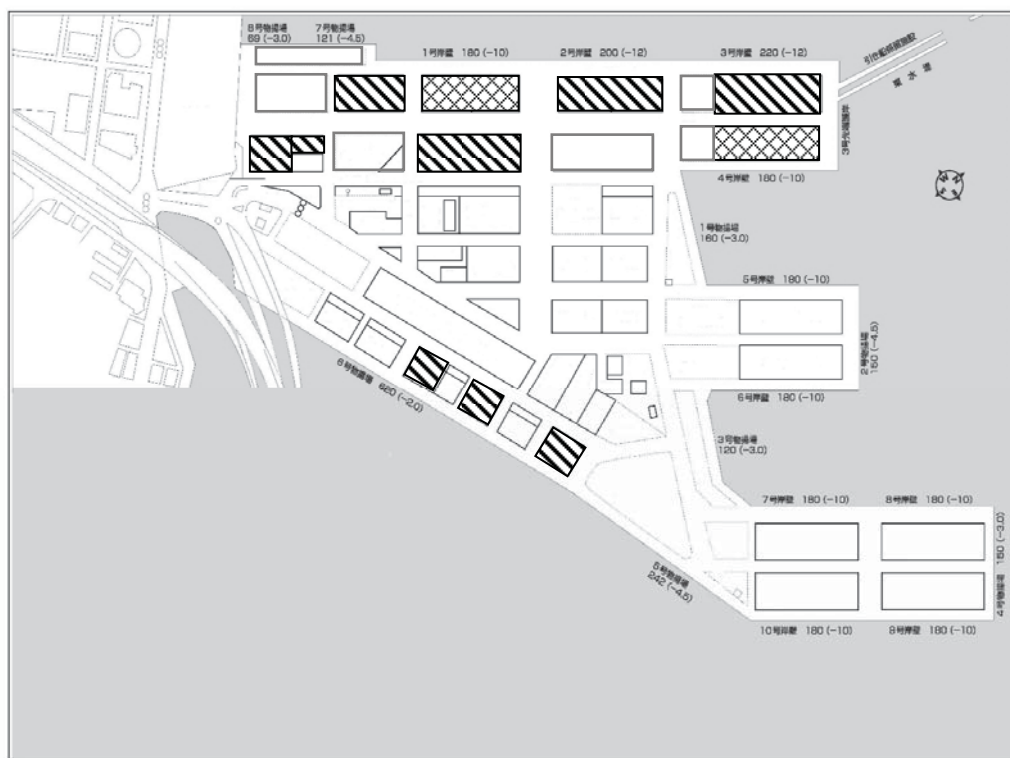 8号物揚場
69 (-3.0)
7号物揚場
121 (-4.5)
1号岸壁 180 (-10)
2号岸壁 200 (-12)
3号岸壁 220 (-12)
東水堤
4号岸壁 180 (-10)
1号物揚場
160 (-3.0)
5号岸壁 180 (-10)
2号物揚場
150 (-4.5)
6号岸壁 180 (-10)
6号物揚場 620 (-2.0)
3号物揚場
120 (-3.0)
7号岸壁 180 (-10)
8号岸壁 180 (-10)
4号物揚場 150 (-3.0)
5号物揚場
242 (-4.5)
10号岸壁 180 (-10)
9号岸壁 180 (-10)